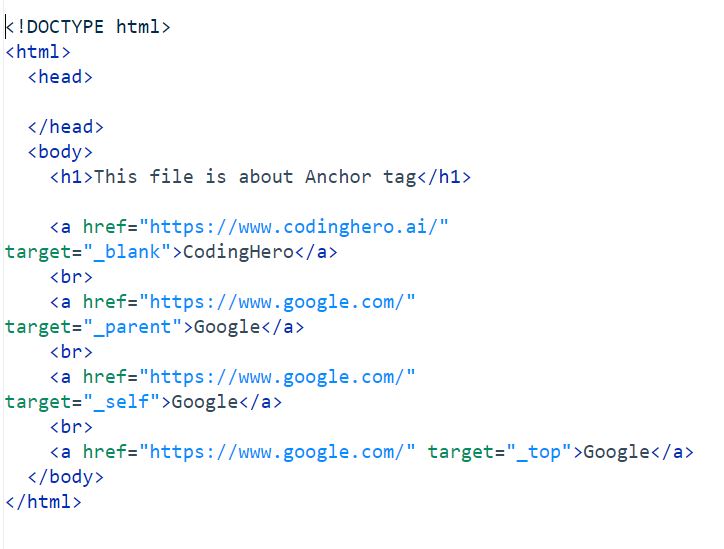 <!DOCTYPE html>
<html>
  <head>

  </head>
  <body>
    <h1>This file is about Anchor tag</h1>

    <a href="https://www.codinghero.ai/"
target="_blank">CodingHero</a>
    <br>
    <a href="https://www.google.com/"
target="_parent">Google</a>
    <br>
    <a href="https://www.google.com/"
target="_self">Google</a>
    <br>
    <a href="https://www.google.com/" target="_top">Google</a>
  </body>
</html>